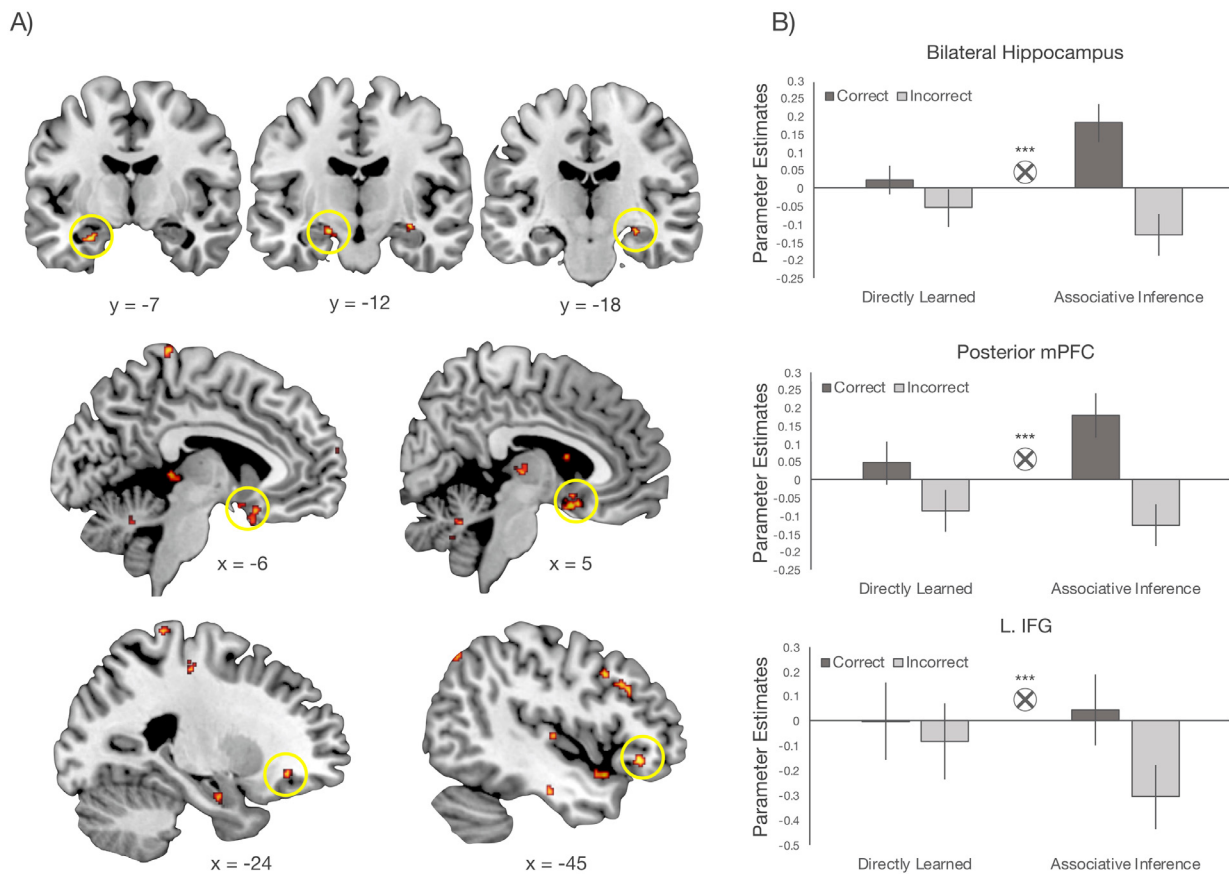 A)
y = -7
y = -12
y = -18
x = -6
x = 5
x = -24
x = -45
B)
Bilateral Hippocampus
Parameter Estimates
0.3
0.25
0.2
0.15
0.1
0.05
0
-0.05
-0.1
-0.15
-0.2
-0.25
Correct Incorrect
***
Directly Learned Associative Inference
Posterior mPFC
Parameter Estimates
0.3
0.25
0.2
0.15
0.1
0.05
0
-0.05
-0.1
-0.15
-0.2
-0.25
Correct Incorrect
***
Directly Learned Associative Inference
L. IFG
Parameter Estimates
0.4
0.3
0.2
0.1
0
-0.1
-0.2
-0.3
-0.4
-0.5
Correct Incorrect
***
Directly Learned Associative Inference